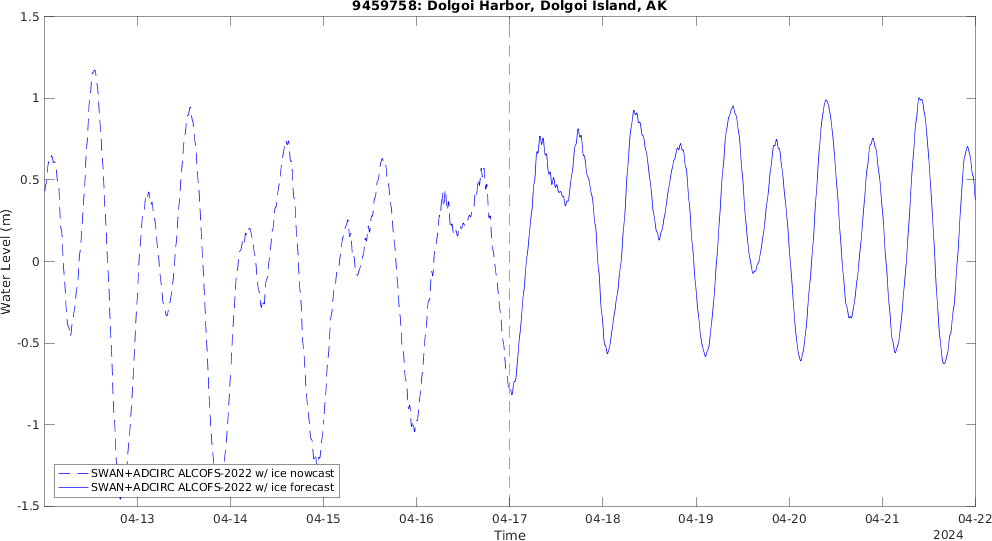 9459758: Dolgoi Harbor, Dolgoi Island, AK
1.5
1
0.5
0
-0.5
-1
-1.5
Water Level (m)
SWAN+ADCIRC ALCOFS-2022 w/ ice nowcast
SWAN+ADCIRC ALCOFS-2022 w/ ice forecast
04-13 04-14 04-15 04-16 04-17 04-18 04-19 04-20 04-21 04-22
Time
2024